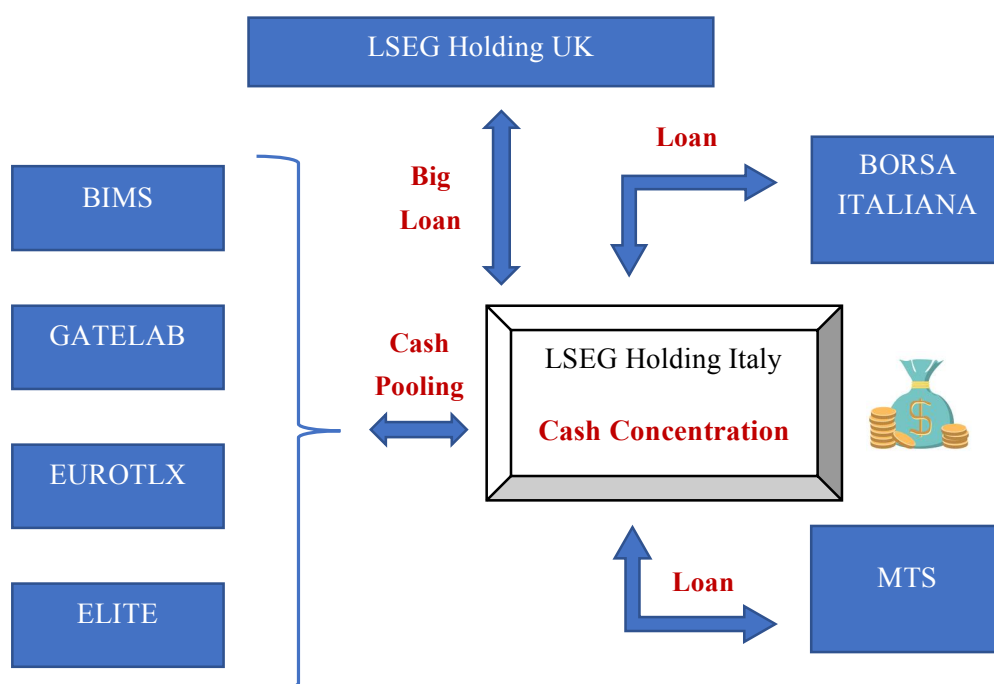 LSEG Holding UK
Loan
BORSA
ITALIANA
BIMS
Big
Loan
GATELAB
Cash
Pooling
LSEG Holding Italy
Cash Concentration
$
EUROTLX
ELITE
Loan
MTS